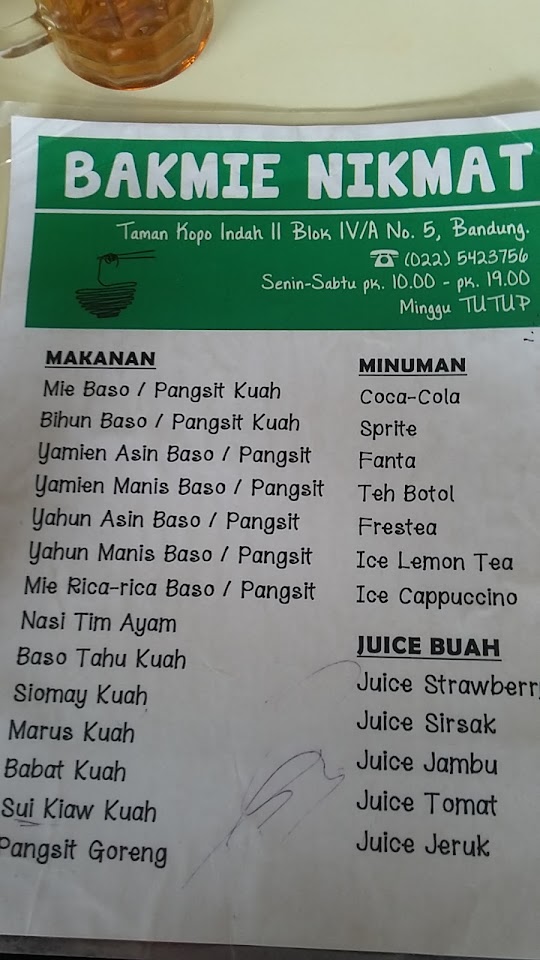 BAKMIE NIKMAT
Taman Kopo Indah II Blok IV/A No. 5, Bandung.
☎ (022) 5423756
Senin-Sabtu pk. 10.00 - pk. 19.00
Minggu TUTUP
MAKANAN
Mie Baso / Pangsit Kuah
Bihun Baso / Pangsit Kuah
Yamien Asin Baso / Pangsit
Yamien Manis Baso / Pangsit
Yahun Asin Baso / Pangsit
Yahun Manis Baso / Pangsit
Mie Rica-rica Baso / Pangsit
Nasi Tim Ayam
Baso Tahu Kuah
Siomay Kuah
Marus Kuah
Babat Kuah
Sui Kiaw Kuah
Pangsit Goreng
MINUMAN
Coca-Cola
Sprite
Fanta
Teh Botol
Frestea
Ice Lemon Tea
Ice Cappuccino
JUICE BUAH
Juice Strawberr
Juice Sirsak
Juice Jambu
Juice Tomat
Juice Jeruk